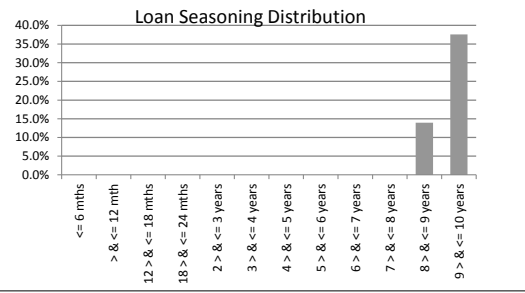 Loan Seasoning Distribution
40.0%
35.0%
30.0%
25.0%
20.0%
15.0%
10.0%
5.0%
0.0%
<= 6 mths
> & <= 12 mth
12 > & <= 18 mths
18 > & <= 24 mths
2 > & <= 3 years
3 > & <= 4 years
4 > & <= 5 years
5 > & <= 6 years
6 > & <= 7 years
7 > & <= 8 years
8 > & <= 9 years
9 > & <= 10 years